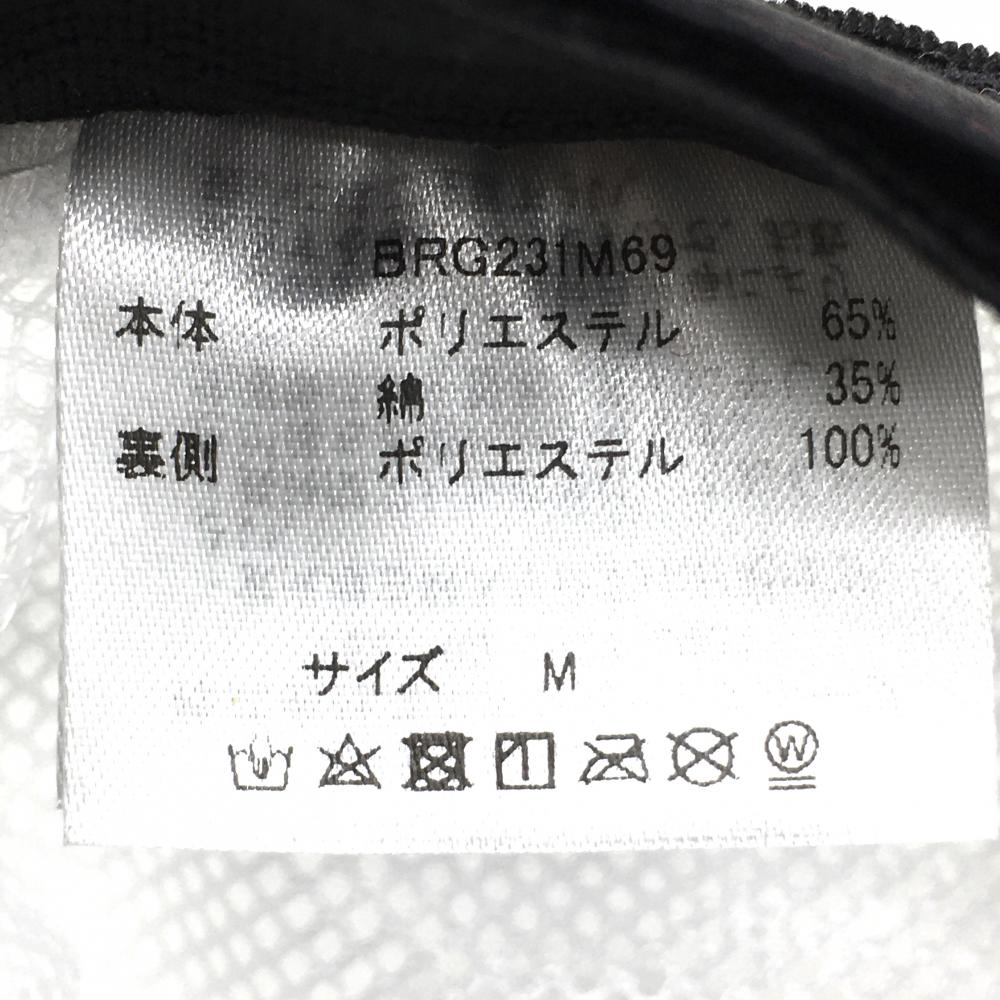 BRG231M69
本体 ポリエステル 65%
綿 35%
裏側 ポリエステル 100%
サイズ M
W